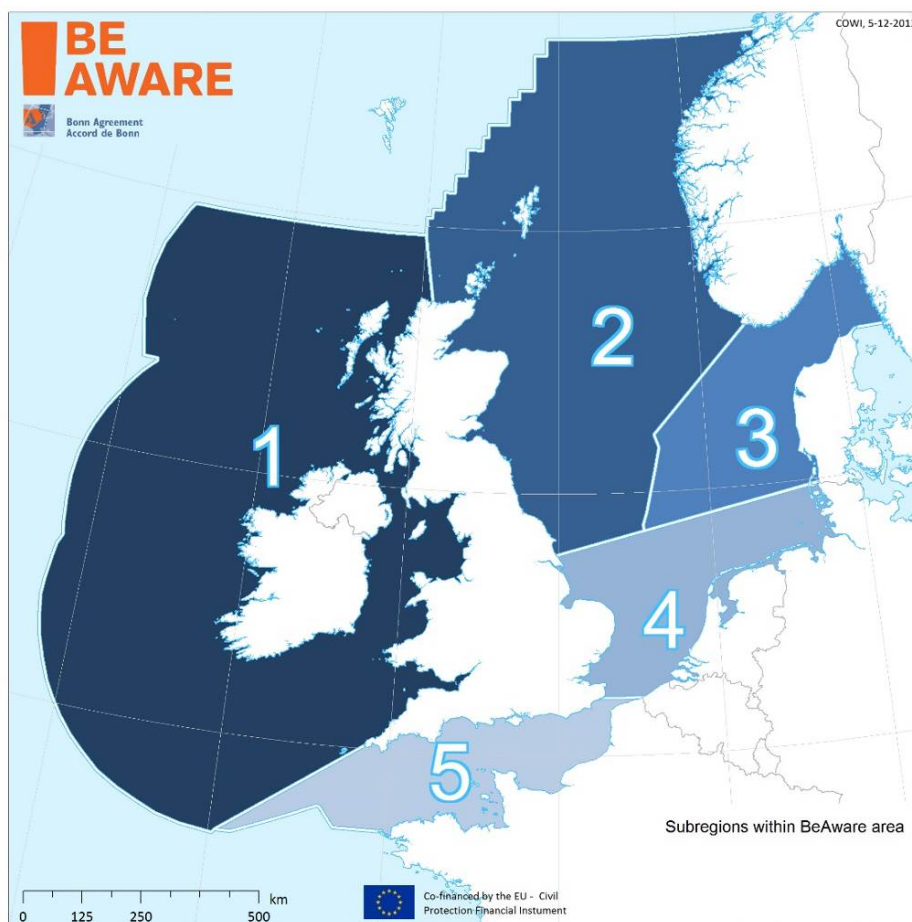 COWI, 5-12-2013
BE
AWARE
Bonn Agreement
Accord de Bonn
1
2
3
4
5
Subregions within BeAware area
km
0 125 250 500
Co-financed by the EU - Civil
Protection Financial Instument